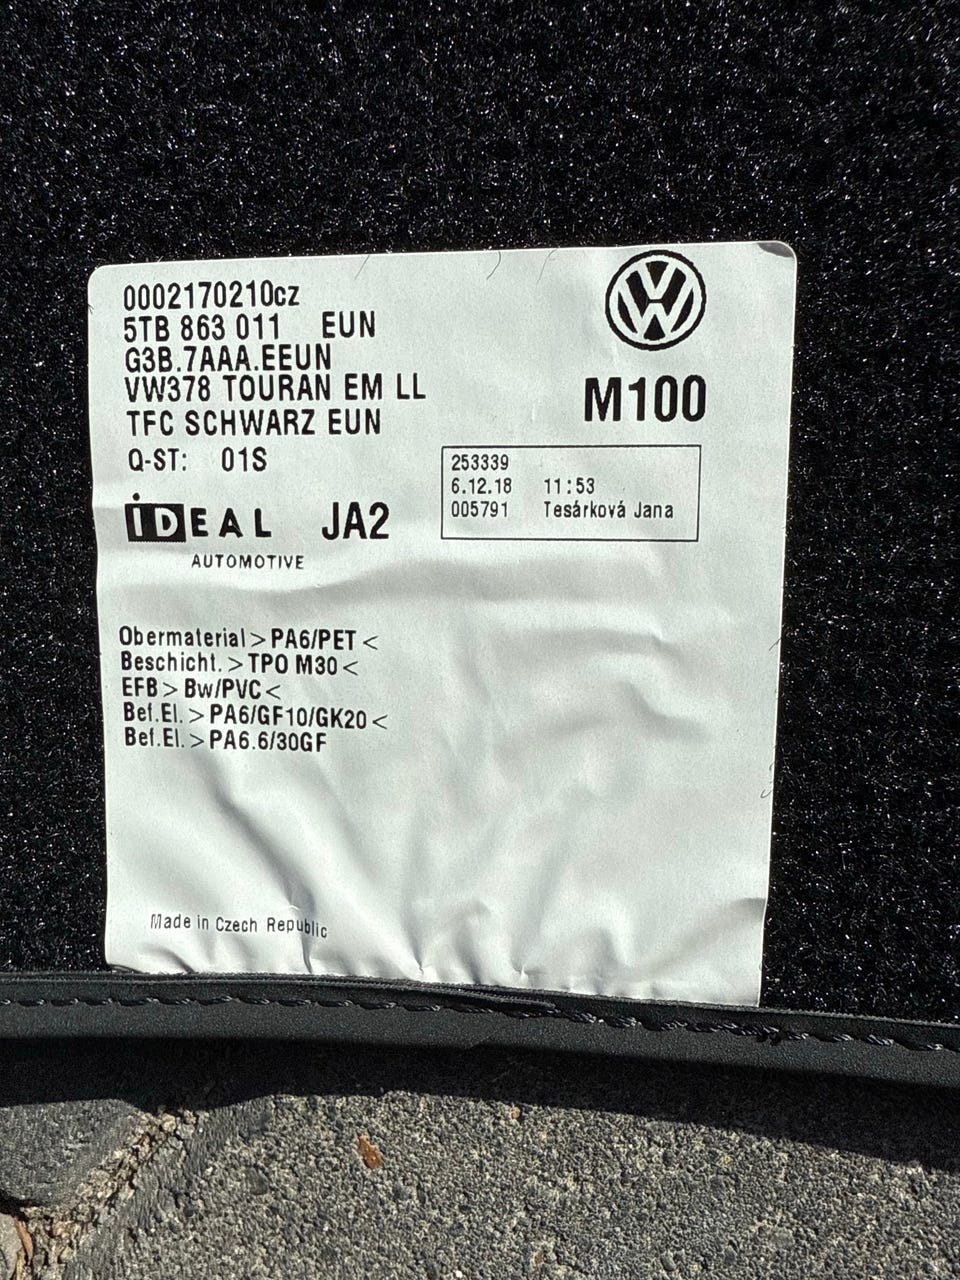 0002170210cz
5TB 863 011 EUN
G3B.7AAA.EEUN
VW378 TOURAN EM LL
TFC SCHWARZ EUN
Q-ST: 01S
VW
M100
253339
6.12.18 11:53
005791 Tesárková Jana
iDEAL JA2
AUTOMOTIVE
Obermaterial > PA6/PET <
Beschicht. > TPO M30 <
EFB > Bw/PVC <
Bef.El. > PA6/GF10/GK20 <
Bef.El. > PA6.6/30GF
Made in Czech Republic